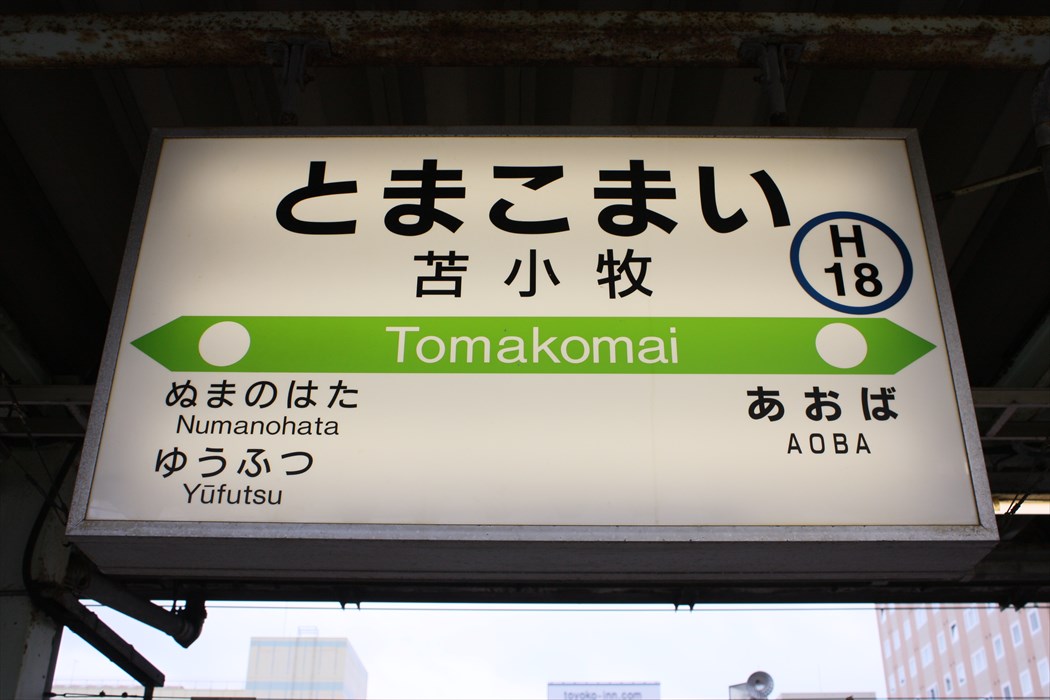 とまこまい
苫小牧
H
18
Tomakomai
ぬまのはた
Numanohata
ゆうふつ
Yūfutsu
あおば
AOBA
toyoko-inn.com